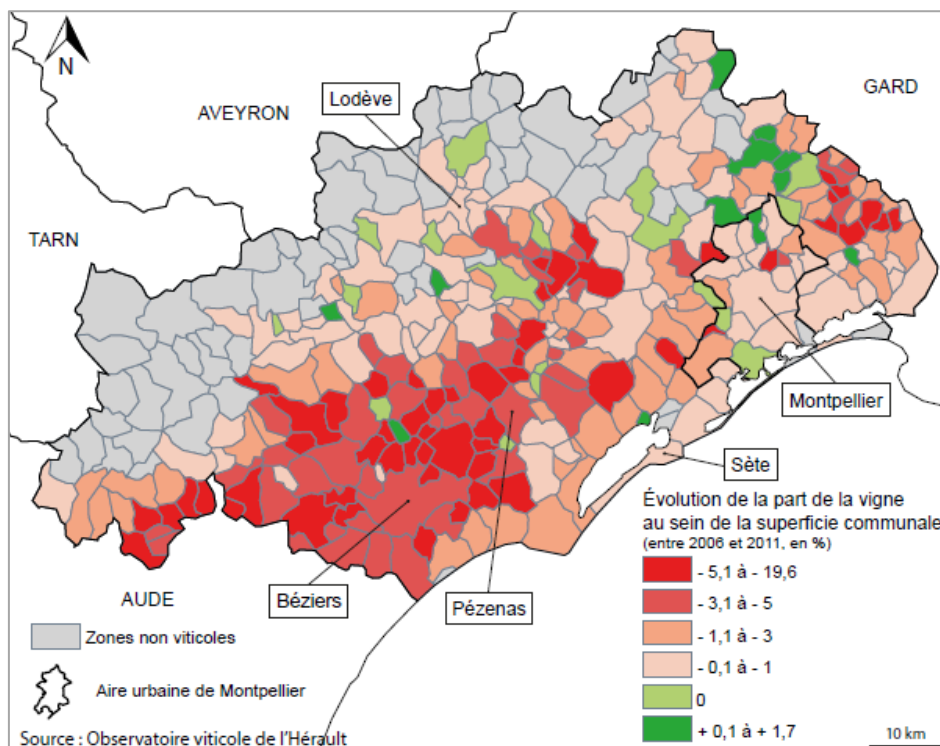 N
AVEYRON
Lodève
GARD
TARN
Montpellier
Sète
Évolution de la part de la vigne
au sein de la superficie communale
(entre 2006 et 2011, en %)
- 5,1 à - 19,6
- 3,1 à - 5
- 1,1 à - 3
- 0,1 à - 1
0
+ 0,1 à + 1,7
10 km
Béziers
Pézenas
AUDE
Zones non viticoles
Aire urbaine de Montpellier
Source : Observatoire viticole de l'Hérault